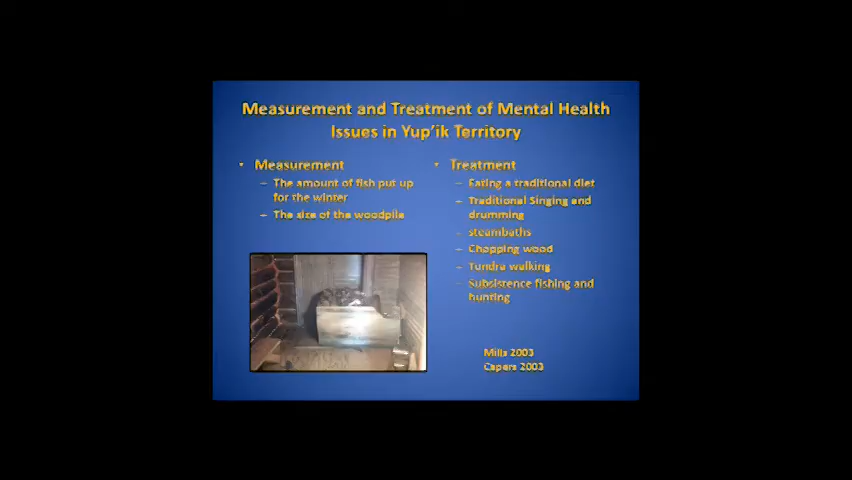 Measurement and Treatment of Mental Health
Issues in Yup'ik Territory
• Measurement
– The amount of fish put up
for the winter
– The size of the woodpile
• Treatment
– Eating a traditional diet
– Traditional Singing and
drumming
– steambaths
– Chopping wood
– Tundra walking
– Subsistence fishing and
hunting
Mills 2003
Capers 2003